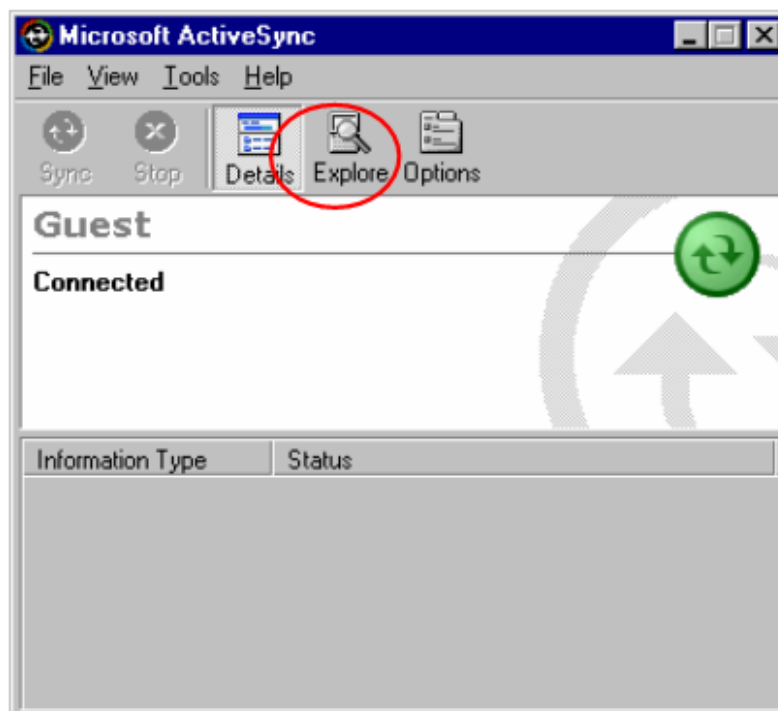 Microsoft ActiveSync
File View Tools Help
Sync Stop Details Explore Options
Guest
Connected
Information Type Status